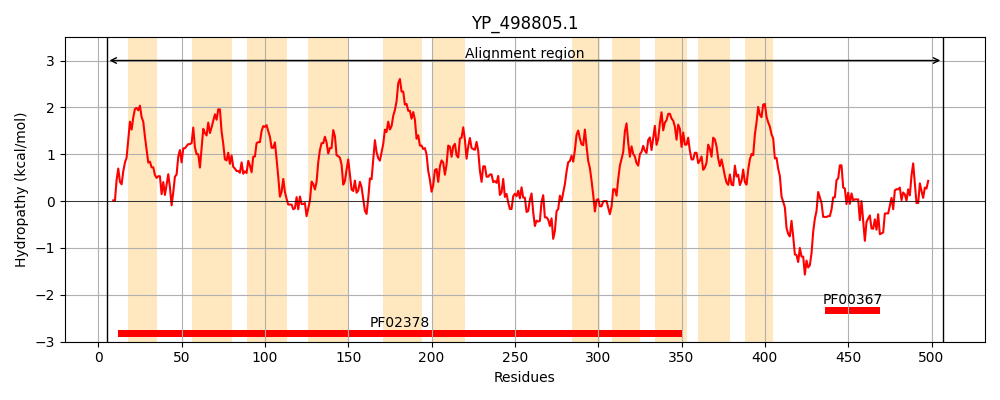 YP_498805.1
Alignment region
Hydropathy (kcal/mol)
3
2
1
0
−1
−2
−3
PF00367
PF02378
0 50 100 150 200 250 300 350 400 450 500
Residues